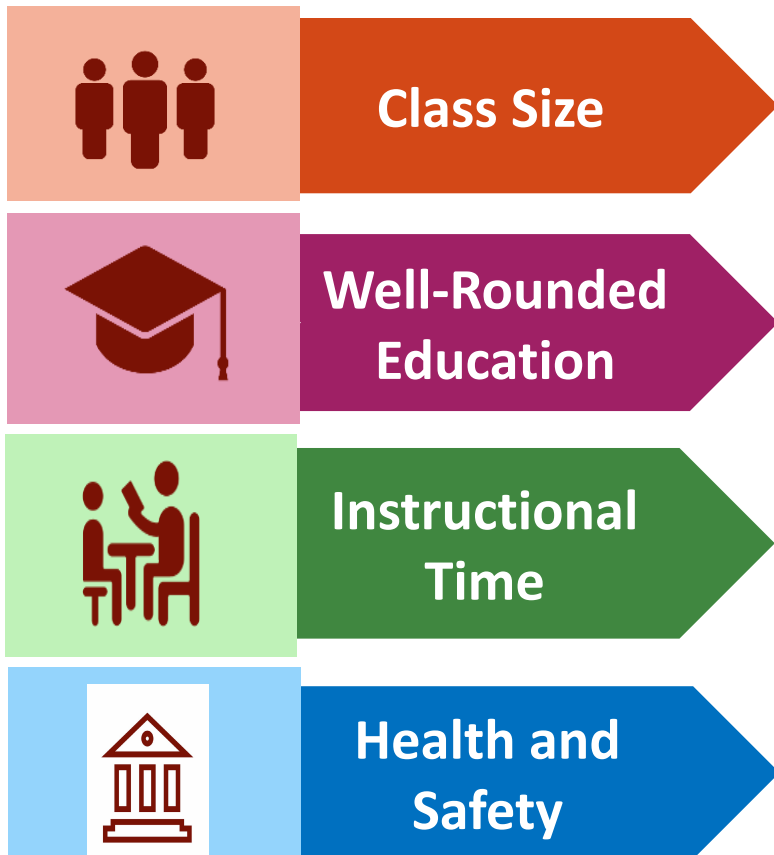 Class Size
Well-Rounded
Education
Instructional
Time
Health and
Safety